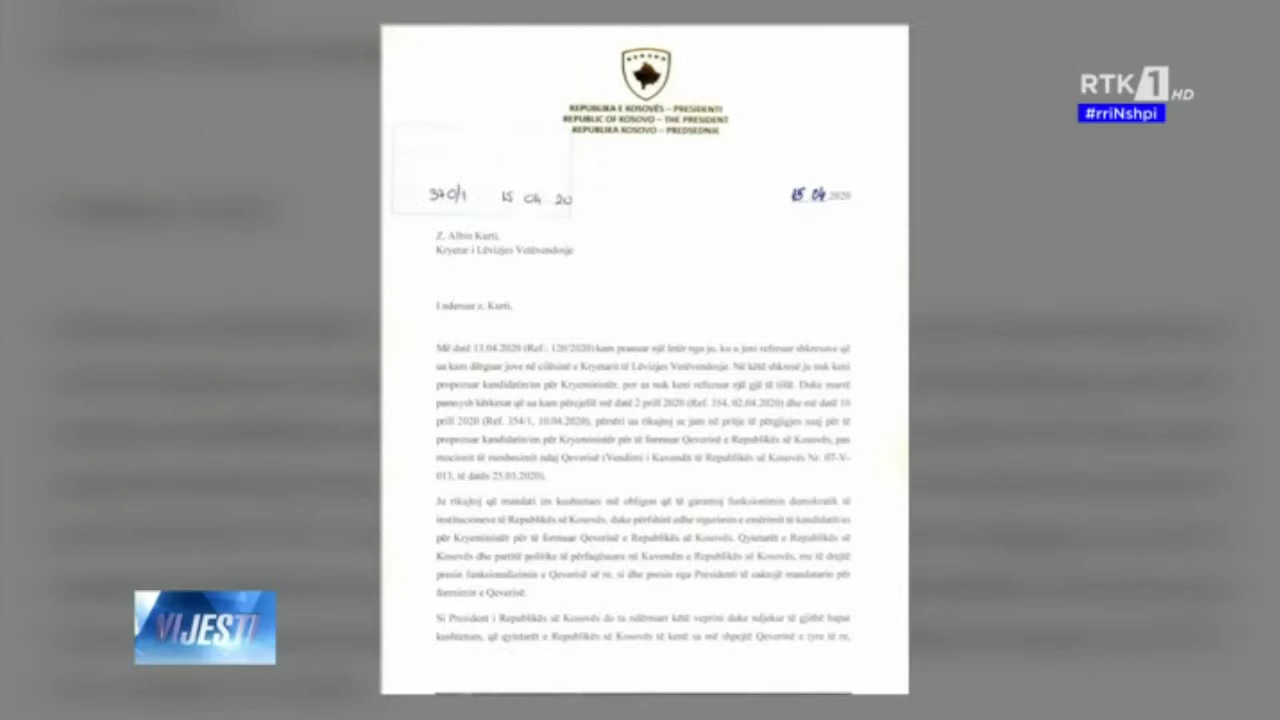 REPUBLIKA E KOSOVËS – PRESIDENTI
REPUBLIC OF KOSOVO – THE PRESIDENT
REPUBLIKA KOSOVO – PREDSEDNIK
RTK 1 HD
#rriNshpi
370/1 15 04 20
15 04 2020
Z. Albin Kurti,
Kryetar i Lëvizjes Vetëvendosje
I nderuar z. Kurti,
Më datë 13.04.2020 (Ref.: 120/2020) kam pranuar një letër nga ju, ku u jeni referuar shkresave që
ua kam dërguar juve në cilësinë e Kryetarit të Lëvizjes Vetëvendosje. Në këtë shkresë ju nuk keni
propozuar kandidatin/en për Kryeministër, por as nuk keni refuzuar një gjë të tillë. Duke marrë
parasysh kërkesat që ua kam përcjellë më datë 2 prill 2020 (Ref. 354, 02.04.2020) dhe më datë 10
prill 2020 (Ref. 354/1, 10.04.2020), përsëri ua rikujtoj se jam në pritje të përgjigjes suaj për të
propozuar kandidatin/en për Kryeministër për të formuar Qeverinë e Republikës së Kosovës, pas
mocionit të mosbesimit ndaj Qeverisë (Vendimi i Kuvendit të Republikës së Kosovës Nr. 07-V-
013, të datës 25.03.2020).
Ju rikujtoj që mandati im kushtetues më obligon që të garantoj funksionimin demokratik të
institucioneve të Republikës së Kosovës, duke përfshirë edhe sigurimin e emërimit të kandidatit/es
për Kryeministër për të formuar Qeverinë e Republikës së Kosovës. Qytetarët e Republikës së
Kosovës dhe partitë politike të përfaqësuara në Kuvendin e Republikës së Kosovës, me të drejtë
presin funksionalizimin e Qeverisë së re, si dhe presin nga Presidenti të caktojë mandatarin për
formimin e Qeverisë.
Si President i Republikës së Kosovës do ta ndërmarr këtë veprim duke ndjekur të gjithë hapat
kushtetues, që qytetarët e Republikës së Kosovës të kenë sa më shpejtë Qeverinë e tyre të re,
VIJESTI